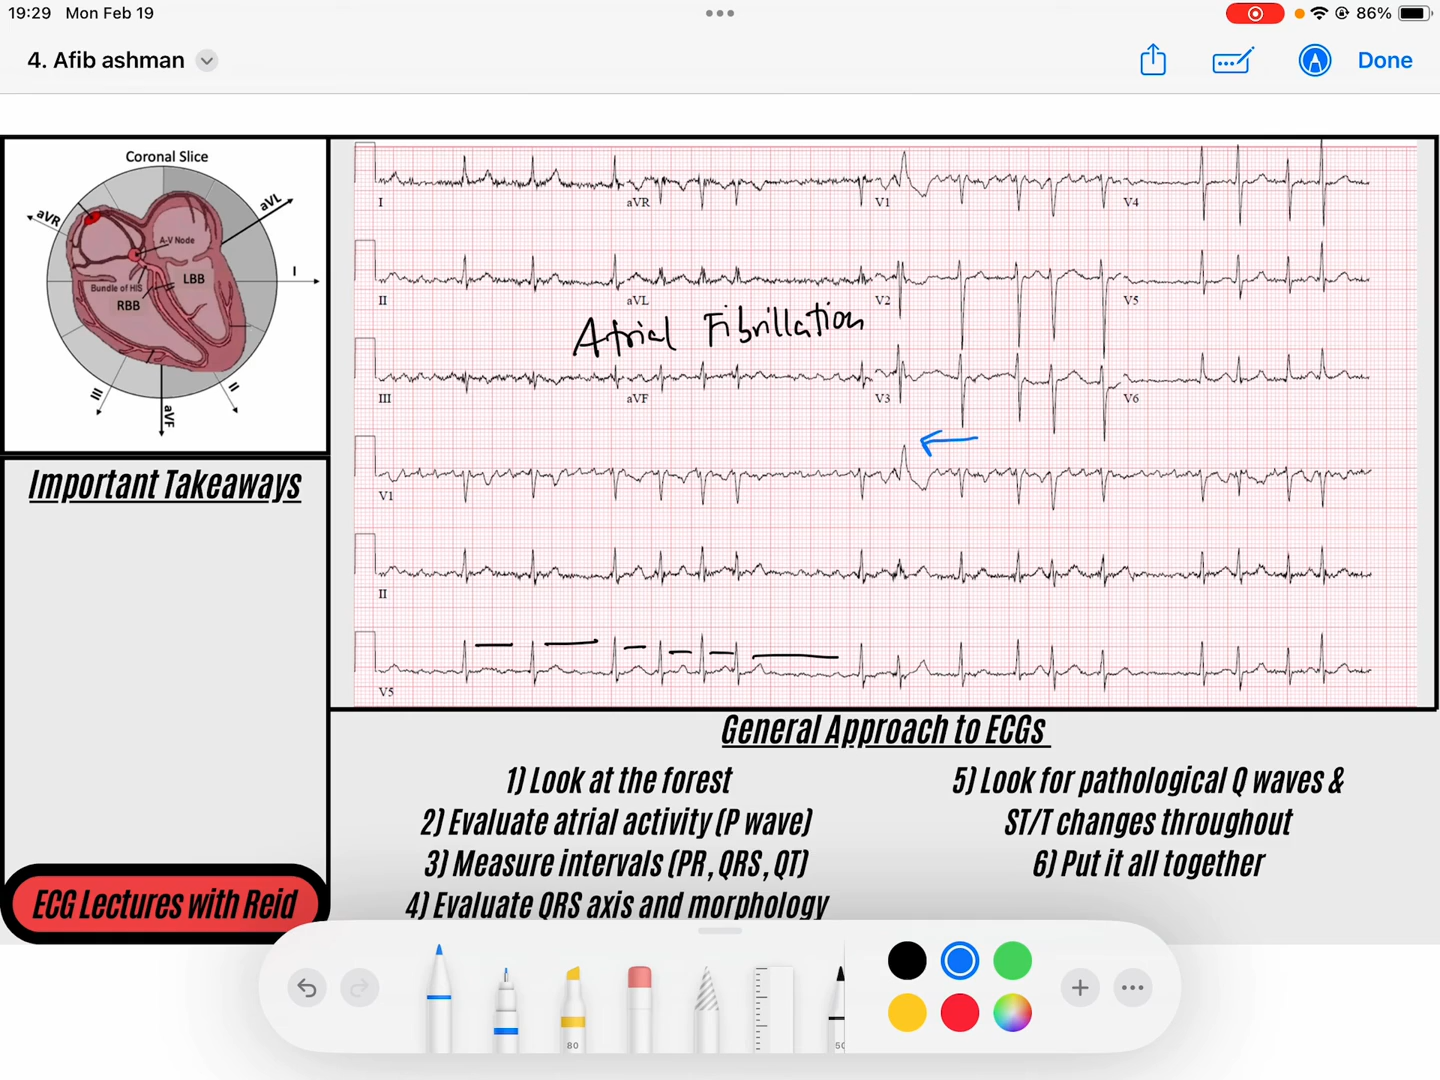 19:29 Mon Feb 19
86%
4. Afib ashman
Done
Coronal Slice
aVR
aVL
A-V Node
I
LBB
Bundle of HIS
RBB
III
aVF
II
I
aVR
V1
V4
II
aVL
V2
V5
Atrial Fibrillation
III
aVF
V3
V6
V1
II
V5
Important Takeaways
ECG Lectures with Reid
General Approach to ECGs
1) Look at the forest
2) Evaluate atrial activity (P wave)
3) Measure intervals (PR, QRS, QT)
4) Evaluate QRS axis and morphology
5) Look for pathological Q waves &
ST/T changes throughout
6) Put it all together
80
50